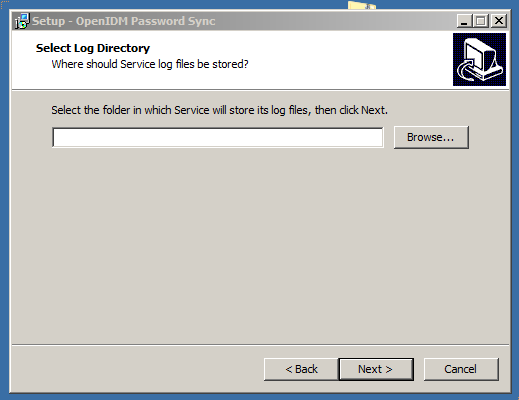 Setup - OpenIDM Password Sync
Select Log Directory
Where should Service log files be stored?
Select the folder in which Service will store its log files, then click Next.
Browse...
< Back
Next >
Cancel